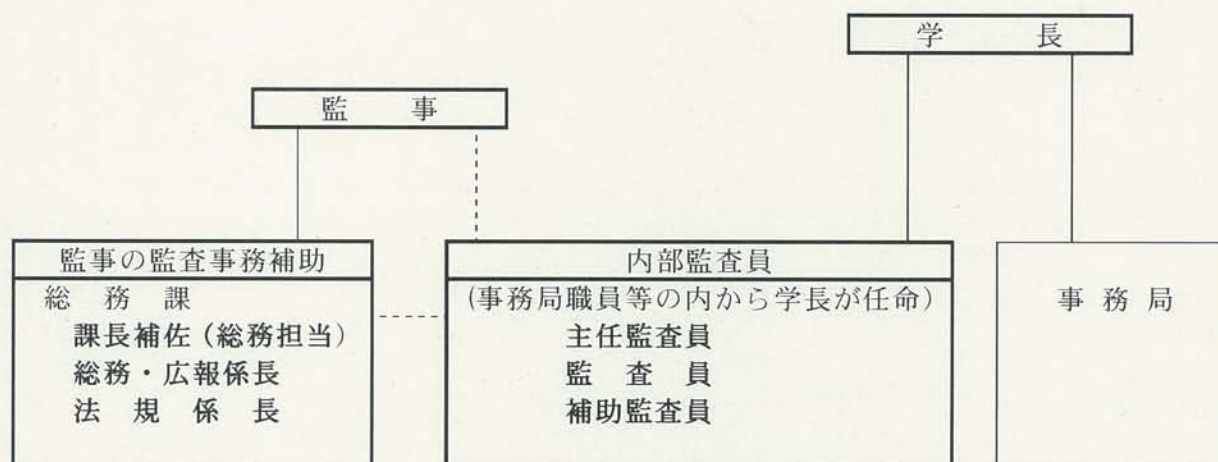 学長
監事
監事の監査事務補助
総務課
課長補佐（総務担当）
総務・広報係長
法規係長
内部監査員
(事務局職員等の内から学長が任命)
主任監査員
監査員
補助監査員
事務局